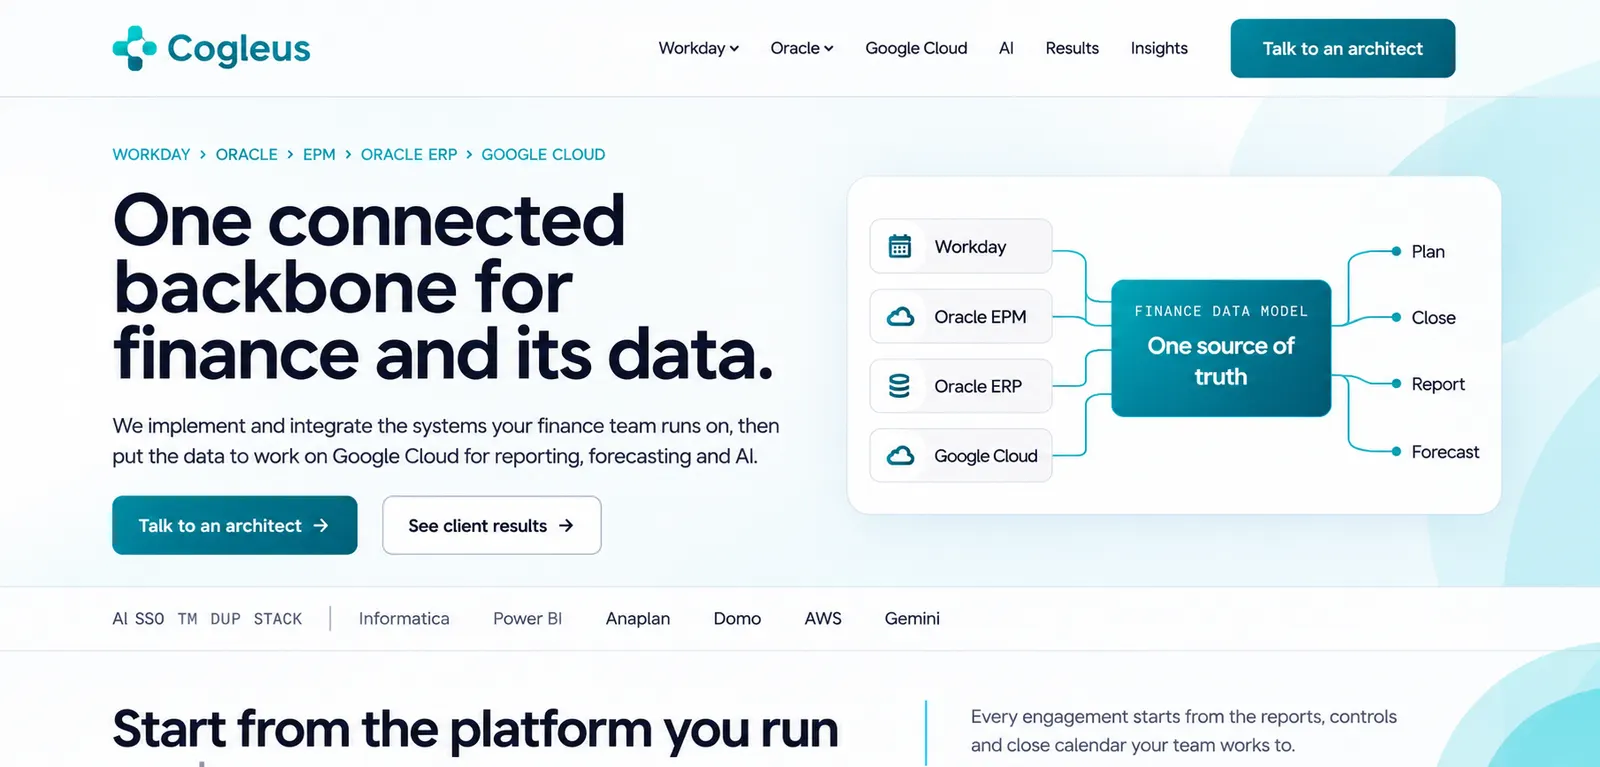 Cogleus
Workday
Oracle
Google Cloud
AI
Results
Insights
Talk to an architect
WORKDAY > ORACLE > EPM > ORACLE ERP > GOOGLE CLOUD
One connected
backbone for
finance and its data.
We implement and integrate the systems your finance team runs on, then
put the data to work on Google Cloud for reporting, forecasting and AI.
Talk to an architect →
See client results →
Workday
Oracle EPM
Oracle ERP
Google Cloud
FINANCE DATA MODEL
One source of
truth
Plan
Close
Report
Forecast
AI SSO TM DUP STACK
Informatica
Power BI
Anaplan
Domo
AWS
Gemini
Start from the platform you run
Every engagement starts from the reports, controls
and close calendar your team works to.